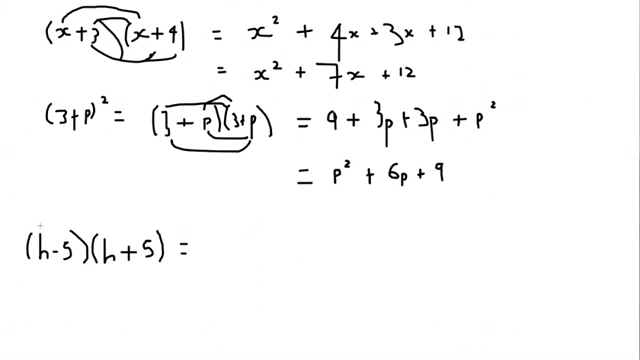 (x+3)(x+4) = x² + 4x + 3x + 12
= x² + 7x + 12
(3+p)² = (3+p)(3+p) = 9 + 3p + 3p + p²
= p² + 6p + 9
(h-5)(h+5) =